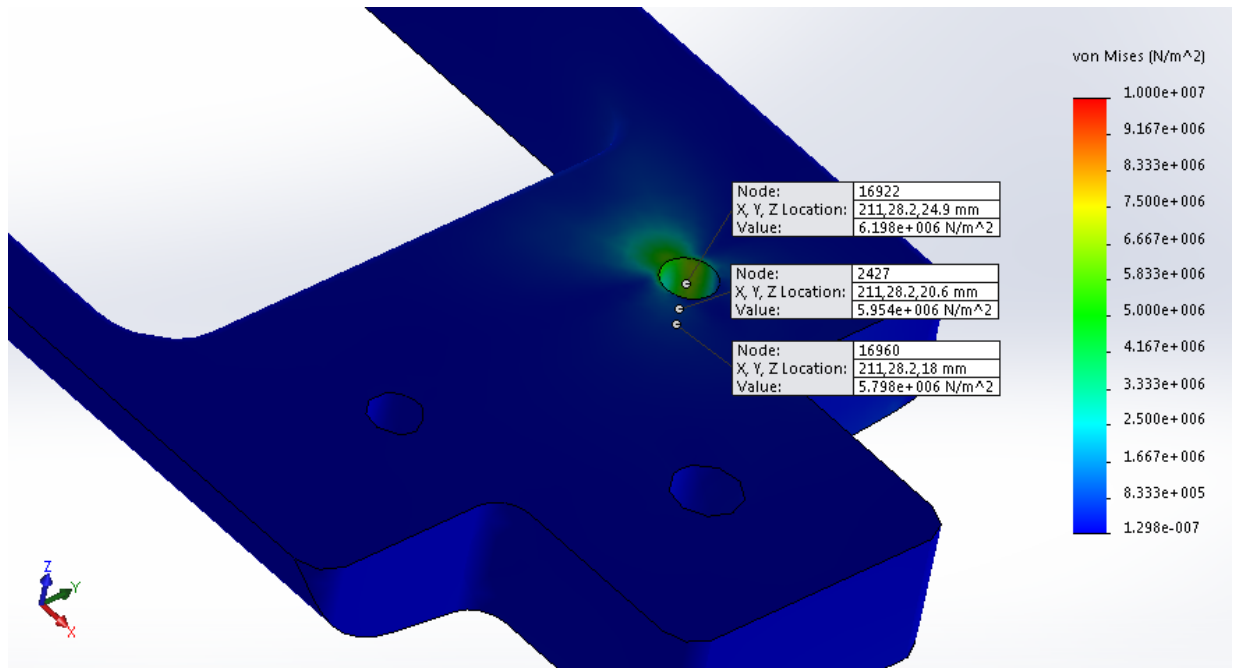 von Mises (N/m^2)
1.000e+007
9.167e+006
8.333e+006
7.500e+006
6.667e+006
5.833e+006
5.000e+006
4.167e+006
3.333e+006
2.500e+006
1.667e+006
8.333e+005
1.298e-007
Node: 16922
X, Y, Z Location: 211,28.2,24.9 mm
Value: 6.198e+006 N/m^2
Node: 2427
X, Y, Z Location: 211,28.2,20.6 mm
Value: 5.954e+006 N/m^2
Node: 16960
X, Y, Z Location: 211,28.2,18 mm
Value: 5.798e+006 N/m^2
Z
Y
X